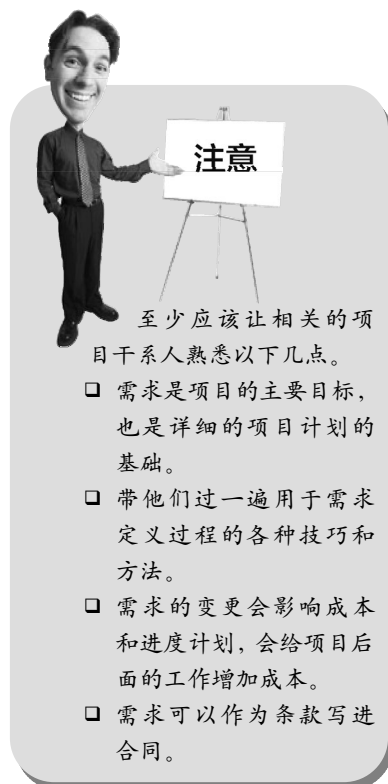 注意
至少应该让相关的项
目干系人熟悉以下几点。
❑ 需求是项目的主要目标，
也是详细的项目计划的
基础。
❑ 带他们过一遍用于需求
定义过程的各种技巧和
方法。
❑ 需求的变更会影响成本
和进度计划，会给项目后
面的工作增加成本。
❑ 需求可以作为条款写进
合同。